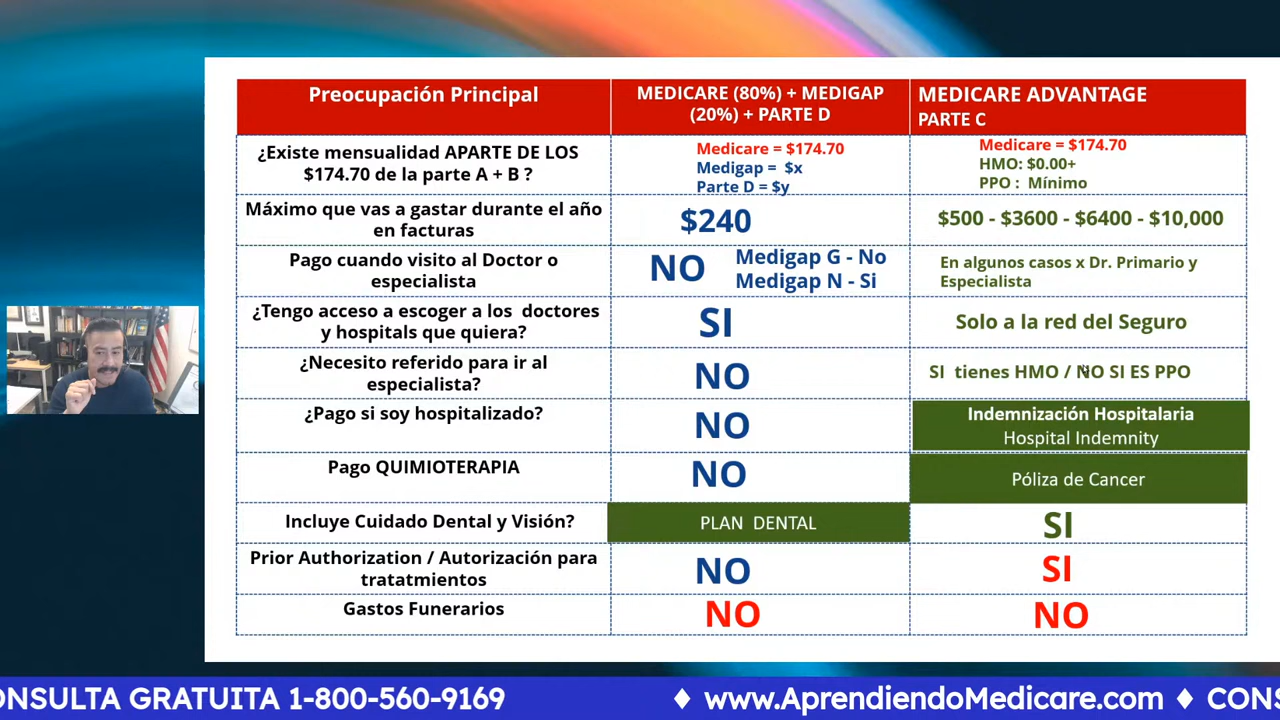 Preocupación Principal
MEDICARE (80%) + MEDIGAP
(20%) + PARTE D
MEDICARE ADVANTAGE
PARTE C
¿Existe mensualidad APARTE DE LOS
$174.70 de la parte A + B ?
Medicare = $174.70
Medigap = $x
Parte D = $y
Medicare = $174.70
HMO: $0.00+
PPO : Mínimo
Máximo que vas a gastar durante el año
en facturas
$240
$500 - $3600 - $6400 - $10,000
Pago cuando visito al Doctor o
especialista
NO
Medigap G - No
Medigap N - Si
En algunos casos x Dr. Primario y
Especialista
¿Tengo acceso a escoger a los doctores
y hospitals que quiera?
SI
Solo a la red del Seguro
¿Necesito referido para ir al
especialista?
NO
SI tienes HMO / NO SI ES PPO
¿Pago si soy hospitalizado?
NO
Indemnización Hospitalaria
Hospital Indemnity
Pago QUIMIOTERAPIA
NO
Póliza de Cancer
Incluye Cuidado Dental y Visión?
PLAN DENTAL
SI
Prior Authorization / Autorización para
tratatmientos
NO
SI
Gastos Funerarios
NO
NO
ONSULTA GRATUITA 1-800-560-9169 ♦ www.AprendiendoMedicare.com ♦ CONS